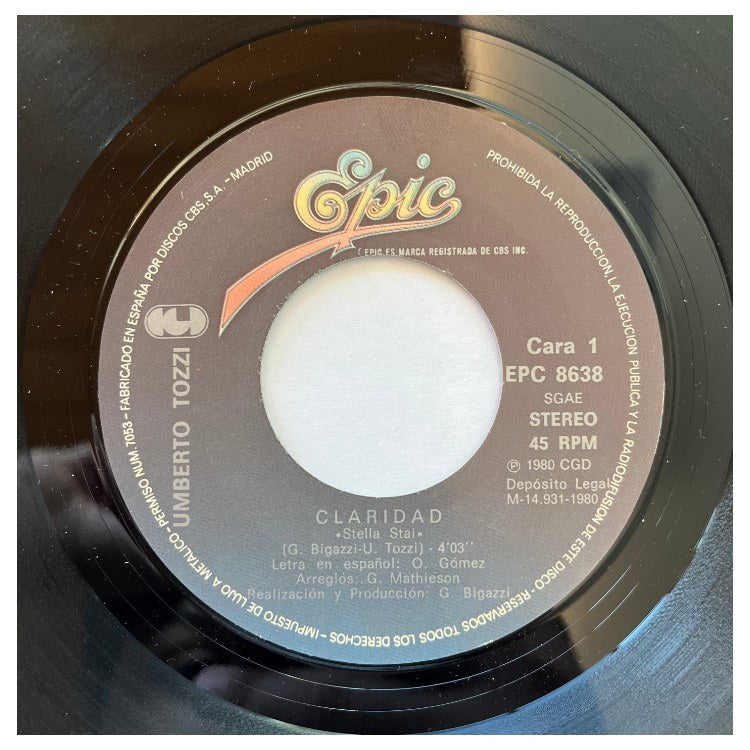 Epic
EPIC ES MARCA REGISTRADA DE CBS INC.
UMBERTO TOZZI
Cara 1
EPC 8638
SGAE
STEREO
45 RPM
Ⓟ 1980 CGD
Depósito Legal
M-14.931-1980
CLARIDAD
«Stella Stai»
(G. Bigazzi-U. Tozzi) - 4'03''
Letra en español: O. Gómez
Arreglos: G. Mathieson
Realización y Producción: G. Bigazzi
PROHIBIDA LA REPRODUCCION, LA EJECUCION PUBLICA Y LA RADIODIFUSION DE ESTE DISCO - RESERVADOS TODOS LOS DERECHOS - IMPUESTO DE LUJO A METALICO - PERMISO NUM. 7053 - FABRICADO EN ESPAÑA POR DISCOS CBS, S.A. - MADRID